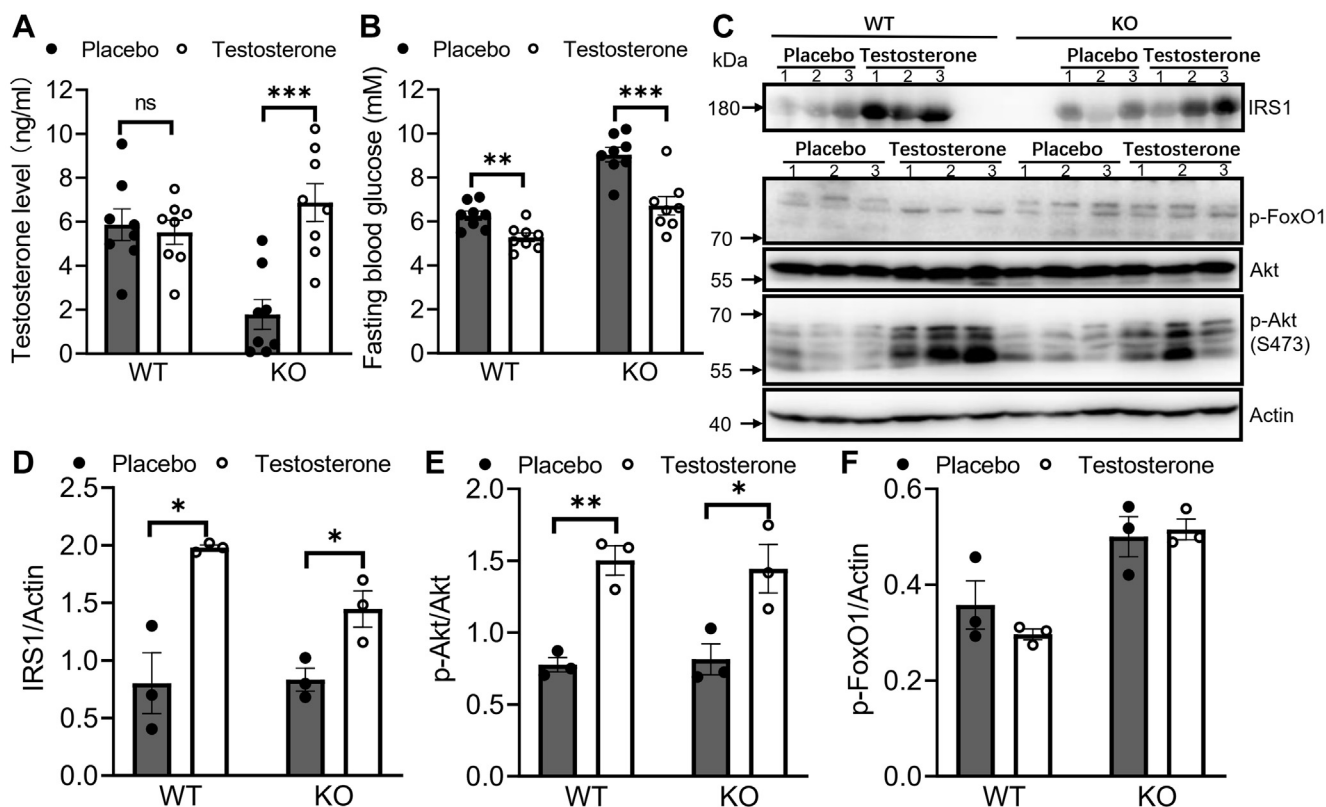 A
Placebo Testosterone
Testosterone level (ng/ml)
12
10
8
6
4
2
0
ns
***
WT KO
B
Placebo Testosterone
Fasting blood glucose (mM)
12
10
8
6
4
2
0
**
***
WT KO
C
WT KO
kDa
Placebo Testosterone Placebo Testosterone
1 2 3 1 2 3 1 2 3 1 2 3
180 IRS1
Placebo Testosterone Placebo Testosterone
1 2 3 1 2 3 1 2 3 1 2 3
p-FoxO1
70
Akt
55
70
p-Akt
(S473)
55
Actin
40
D
Placebo Testosterone
IRS1/Actin
2.5
2.0
1.5
1.0
0.5
0.0
*
*
WT KO
E
Placebo Testosterone
p-Akt/Akt
2.0
1.5
1.0
0.5
0.0
**
*
WT KO
F
Placebo Testosterone
p-FoxO1/Actin
0.6
0.4
0.2
0.0
WT KO